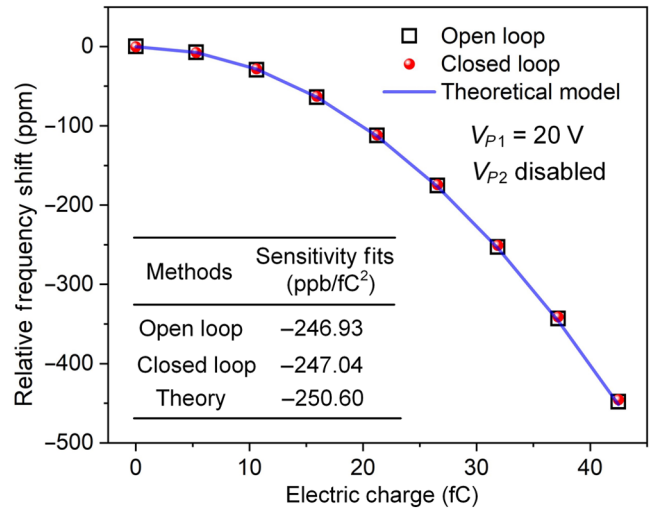 Relative frequency shift (ppm)
0
–100
–200
–300
–400
–500
Open loop
Closed loop
Theoretical model
V_P1 = 20 V
V_P2 disabled
Methods Sensitivity fits
(ppb/fC²)
Open loop –246.93
Closed loop –247.04
Theory –250.60
0 10 20 30 40
Electric charge (fC)